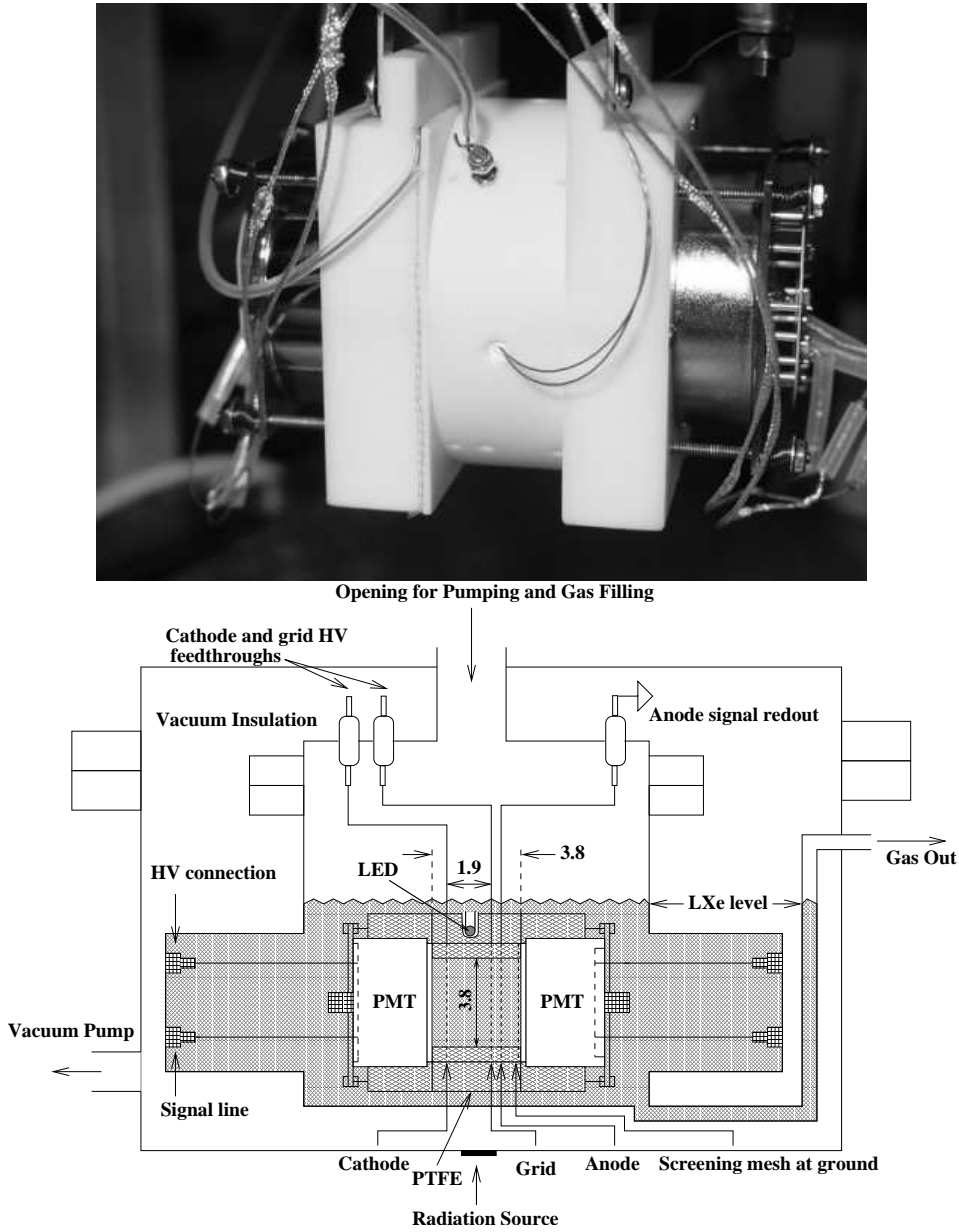 Opening for Pumping and Gas Filling
Cathode and grid HV
feedthroughs
Vacuum Insulation
Anode signal redout
3.8
1.9
Gas Out
HV connection
LED
LXe level
PMT
3.8
PMT
Vacuum Pump
Signal line
Cathode
PTFE
Grid
Anode
Screening mesh at ground
Radiation Source